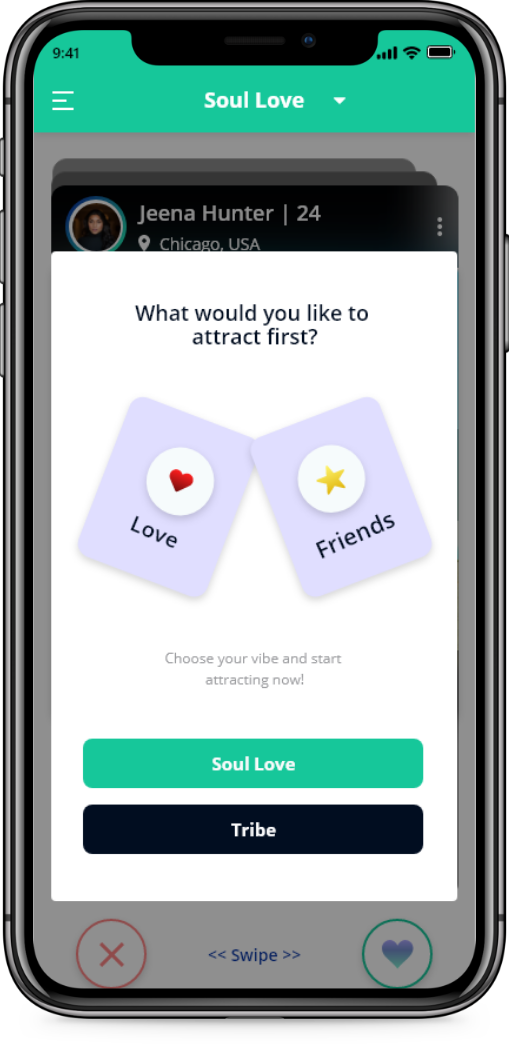 9:41
Soul Love
Jeena Hunter | 24
Chicago, USA
What would you like to
attract first?
Love
Friends
Choose your vibe and start
attracting now!
Soul Love
Tribe
<< Swipe >>